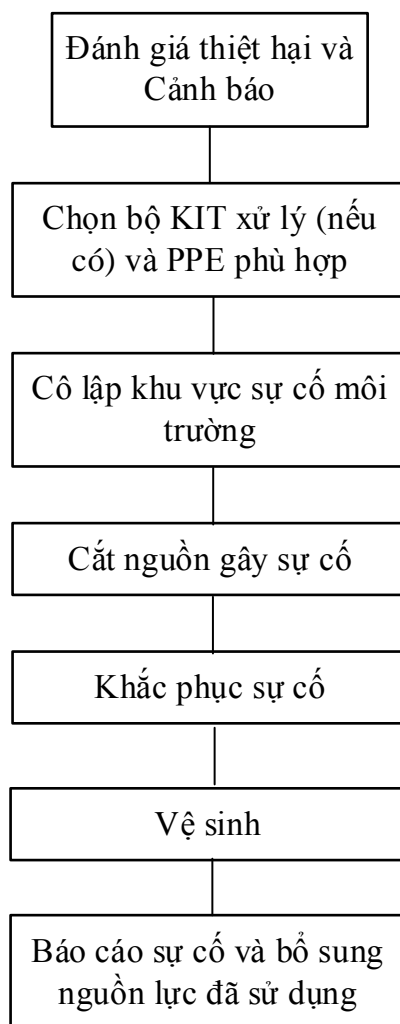 Đánh giá thiệt hại và
Cảnh báo
Chọn bộ KIT xử lý (nếu
có) và PPE phù hợp
Cô lập khu vực sự cố môi
trường
Cắt nguồn gây sự cố
Khắc phục sự cố
Vệ sinh
Báo cáo sự cố và bổ sung
nguồn lực đã sử dụng